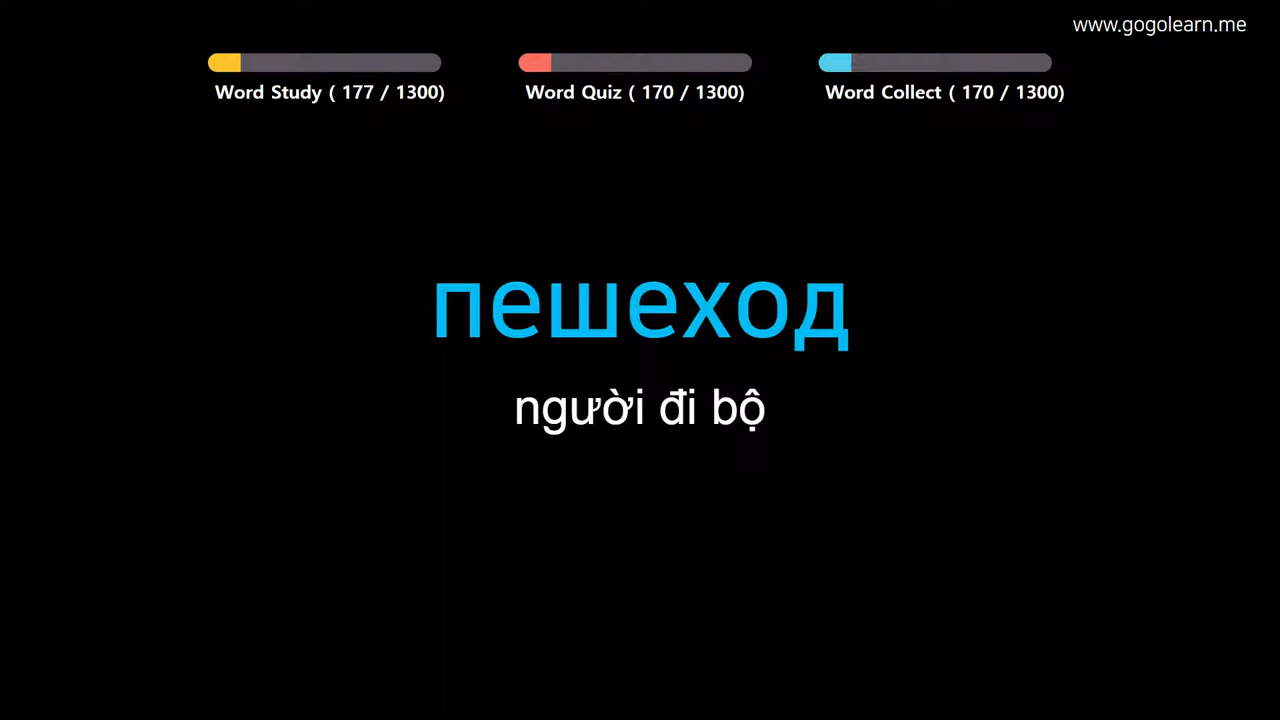 www.gogolearn.me
Word Study ( 177 / 1300)
Word Quiz ( 170 / 1300)
Word Collect ( 170 / 1300)
пешеход
người đi bộ